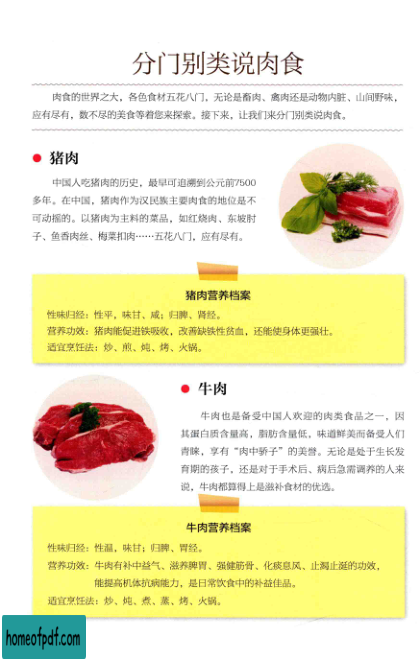 分门别类说肉食
肉食的世界之大，各色食材五花八门，无论是畜肉、禽肉还是动物内脏、山间野味，
应有尽有，数不尽的美食等着您来探索。接下来，让我们来分门别类说肉食。
猪肉
中国人吃猪肉的历史，最早可追溯到公元前7500
多年。在中国，猪肉作为汉民族主要肉食的地位是不
可动摇的。以猪肉为主料的菜品，如红烧肉、东坡肘
子、鱼香肉丝、梅菜扣肉……五花八门，应有尽有。
猪肉营养档案
性味归经：性平，味甘、咸；归脾、肾经。
营养功效：猪肉能促进铁吸收，改善缺铁性贫血，还能使身体更强壮。
适宜烹饪法：炒、煎、炖、烤、火锅。
牛肉
牛肉也是备受中国人欢迎的肉类食品之一，因
其蛋白质含量高，脂肪含量低，味道鲜美而备受人们
青睐，享有“肉中骄子”的美誉。无论是处于生长发
育期的孩子，还是对于手术后、病后急需调养的人来
说，牛肉都算得上是滋补食材的优选。
牛肉营养档案
性味归经：性温，味甘；归脾、胃经。
营养功效：牛肉有补中益气、滋养脾胃、强健筋骨、化痰息风、止渴止涎的功效，
能提高机体抗病能力，是日常饮食中的补益佳品。
适宜烹饪法：炒、炖、煮、蒸、烤、火锅。
homeofpdf.com